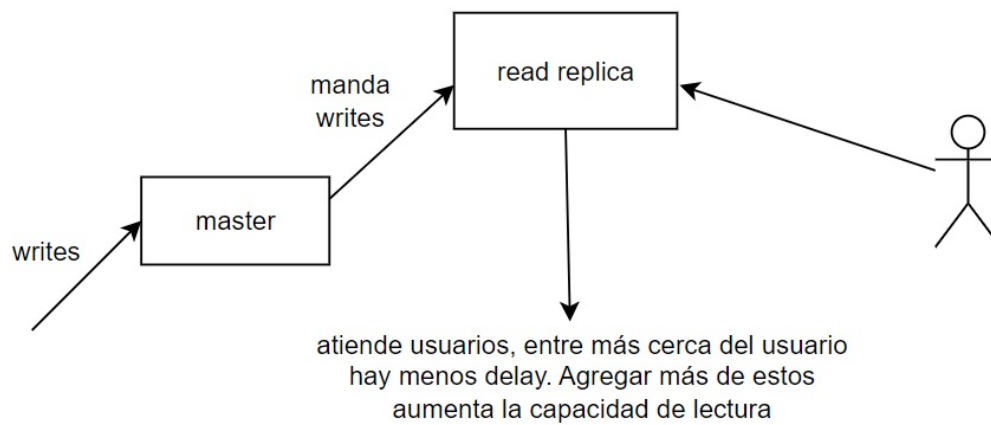 read replica
manda
writes
master
writes
atiende usuarios, entre más cerca del usuario
hay menos delay. Agregar más de estos
aumenta la capacidad de lectura